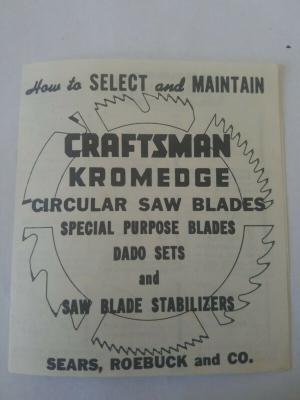 How to SELECT and MAINTAIN
CRAFTSMAN
KROMEDGE
CIRCULAR SAW BLADES
SPECIAL PURPOSE BLADES
DADO SETS
and
SAW BLADE STABILIZERS
SEARS, ROEBUCK and CO.